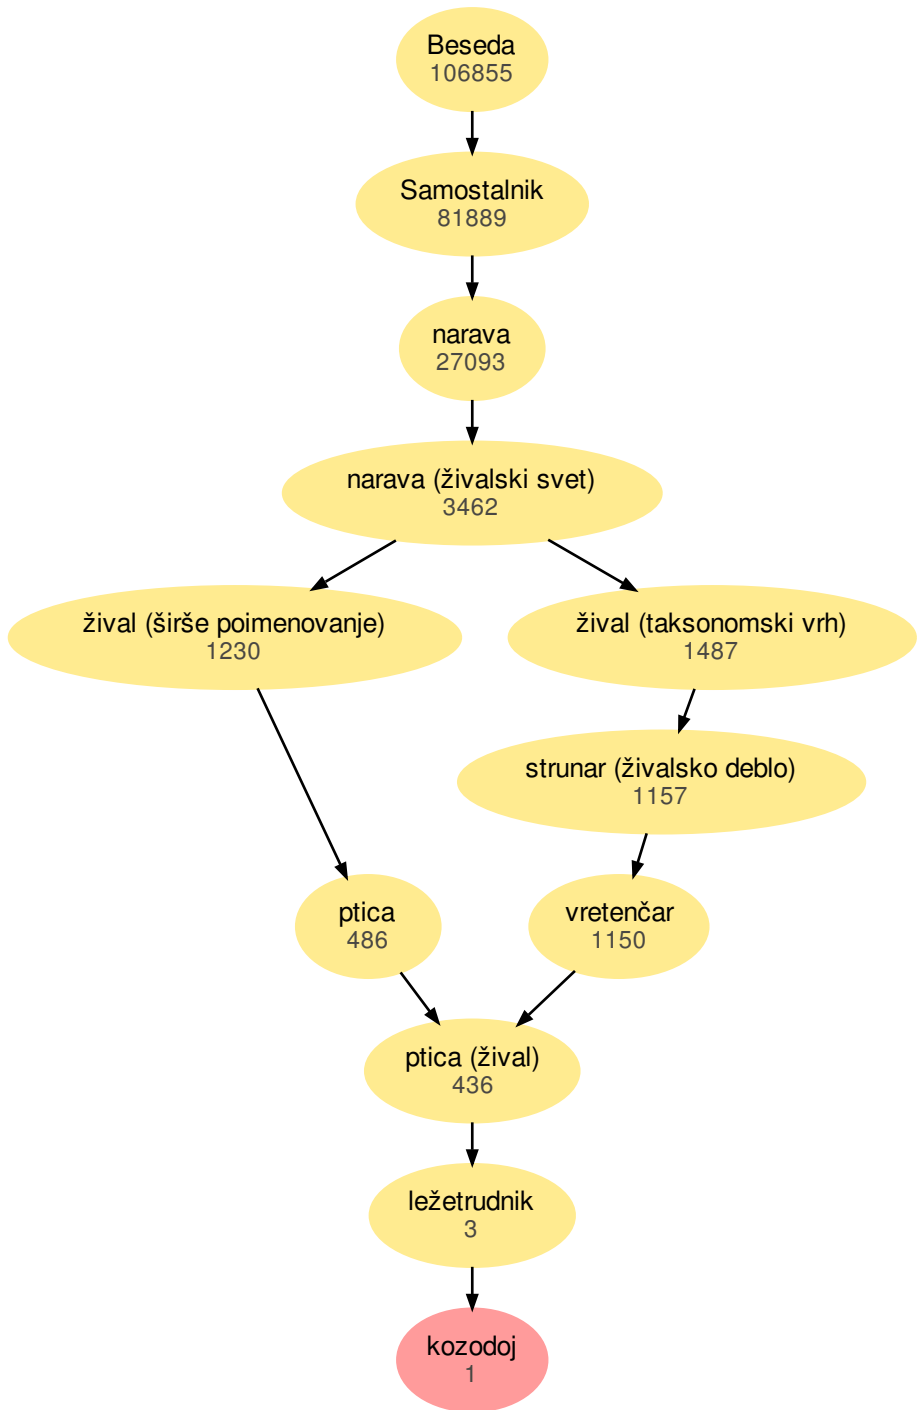 Beseda
106855
Samostalnik
81889
narava
27093
narava (živalski svet)
3462
žival (širše poimenovanje)
1230
žival (taksonomski vrh)
1487
strunar (živalsko deblo)
1157
ptica
486
vretenčar
1150
ptica (žival)
436
ležetrudnik
3
kozodoj
1